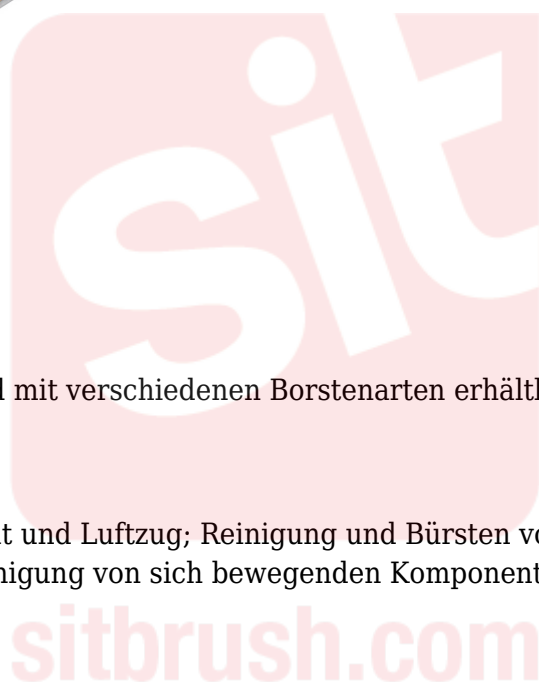 sit
mit verschiedenen Borstenarten erhältl
t und Luftzug; Reinigung und Bürsten vo
nigung von sich bewegenden Komponent
sitbrush.com